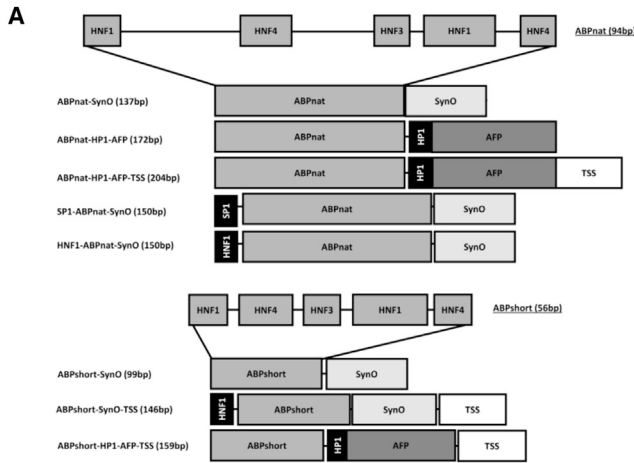 A
HNF1 HNF4 HNF3 HNF1 HNF4 ABPnat (94bp)
ABPnat-SynO (137bp) ABPnat SynO
ABPnat-HP1-AFP (172bp) ABPnat HP1 AFP
ABPnat-HP1-AFP-TSS (204bp) ABPnat HP1 AFP TSS
SP1-ABPnat-SynO (150bp) SP1 ABPnat SynO
HNF1-ABPnat-SynO (150bp) HNF1 ABPnat SynO
HNF1 HNF4 HNF3 HNF1 HNF4 ABPshort (56bp)
ABPshort-SynO (99bp) ABPshort SynO
ABPshort-SynO-TSS (146bp) HNF1 ABPshort SynO TSS
ABPshort-HP1-AFP-TSS (159bp) ABPshort HP1 AFP TSS